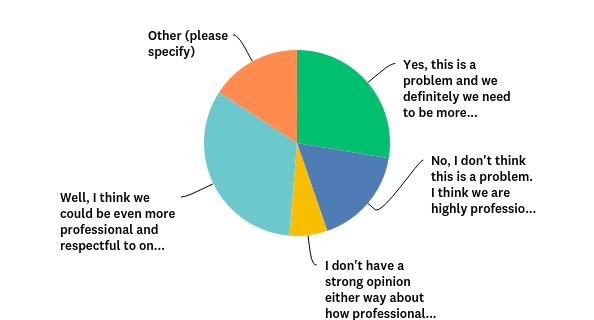 Other (please
specify)
Yes, this is a
problem and we
definitely we need
to be more...
No, I don't think
this is a problem.
I think we are
highly professio...
Well, I think we
could be even more
professional and
respectful to on...
I don't have a
strong opinion
either way about
how professional...